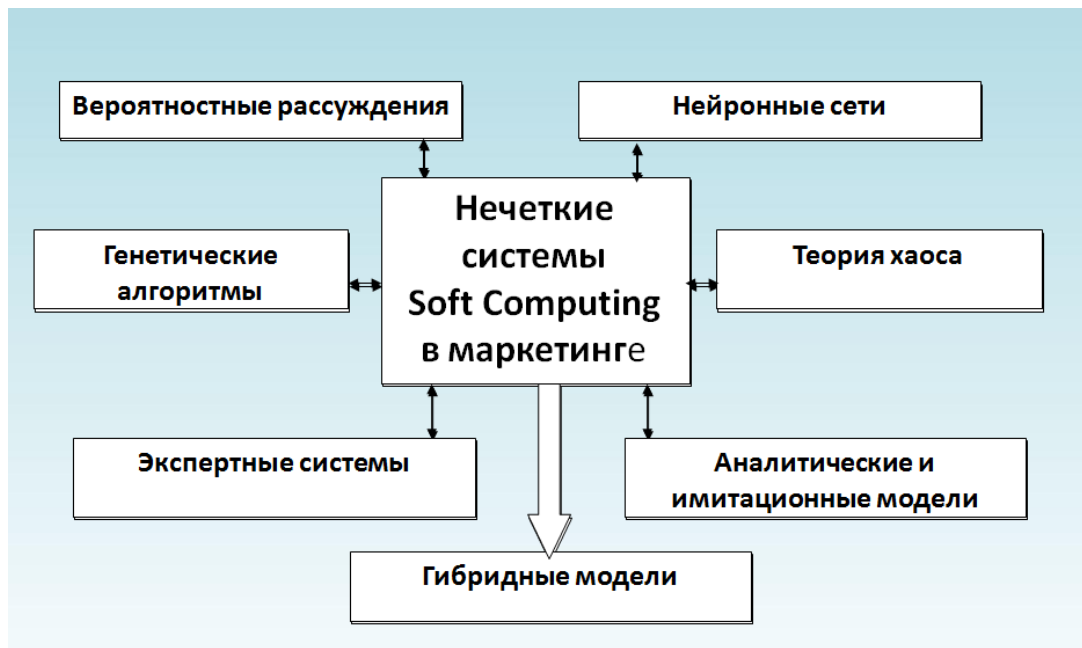 Вероятностные рассуждения
Нейронные сети
Нечеткие
системы
Soft Computing
в маркетинге
Генетические
алгоритмы
Теория хаоса
Экспертные системы
Аналитические и
имитационные модели
Гибридные модели